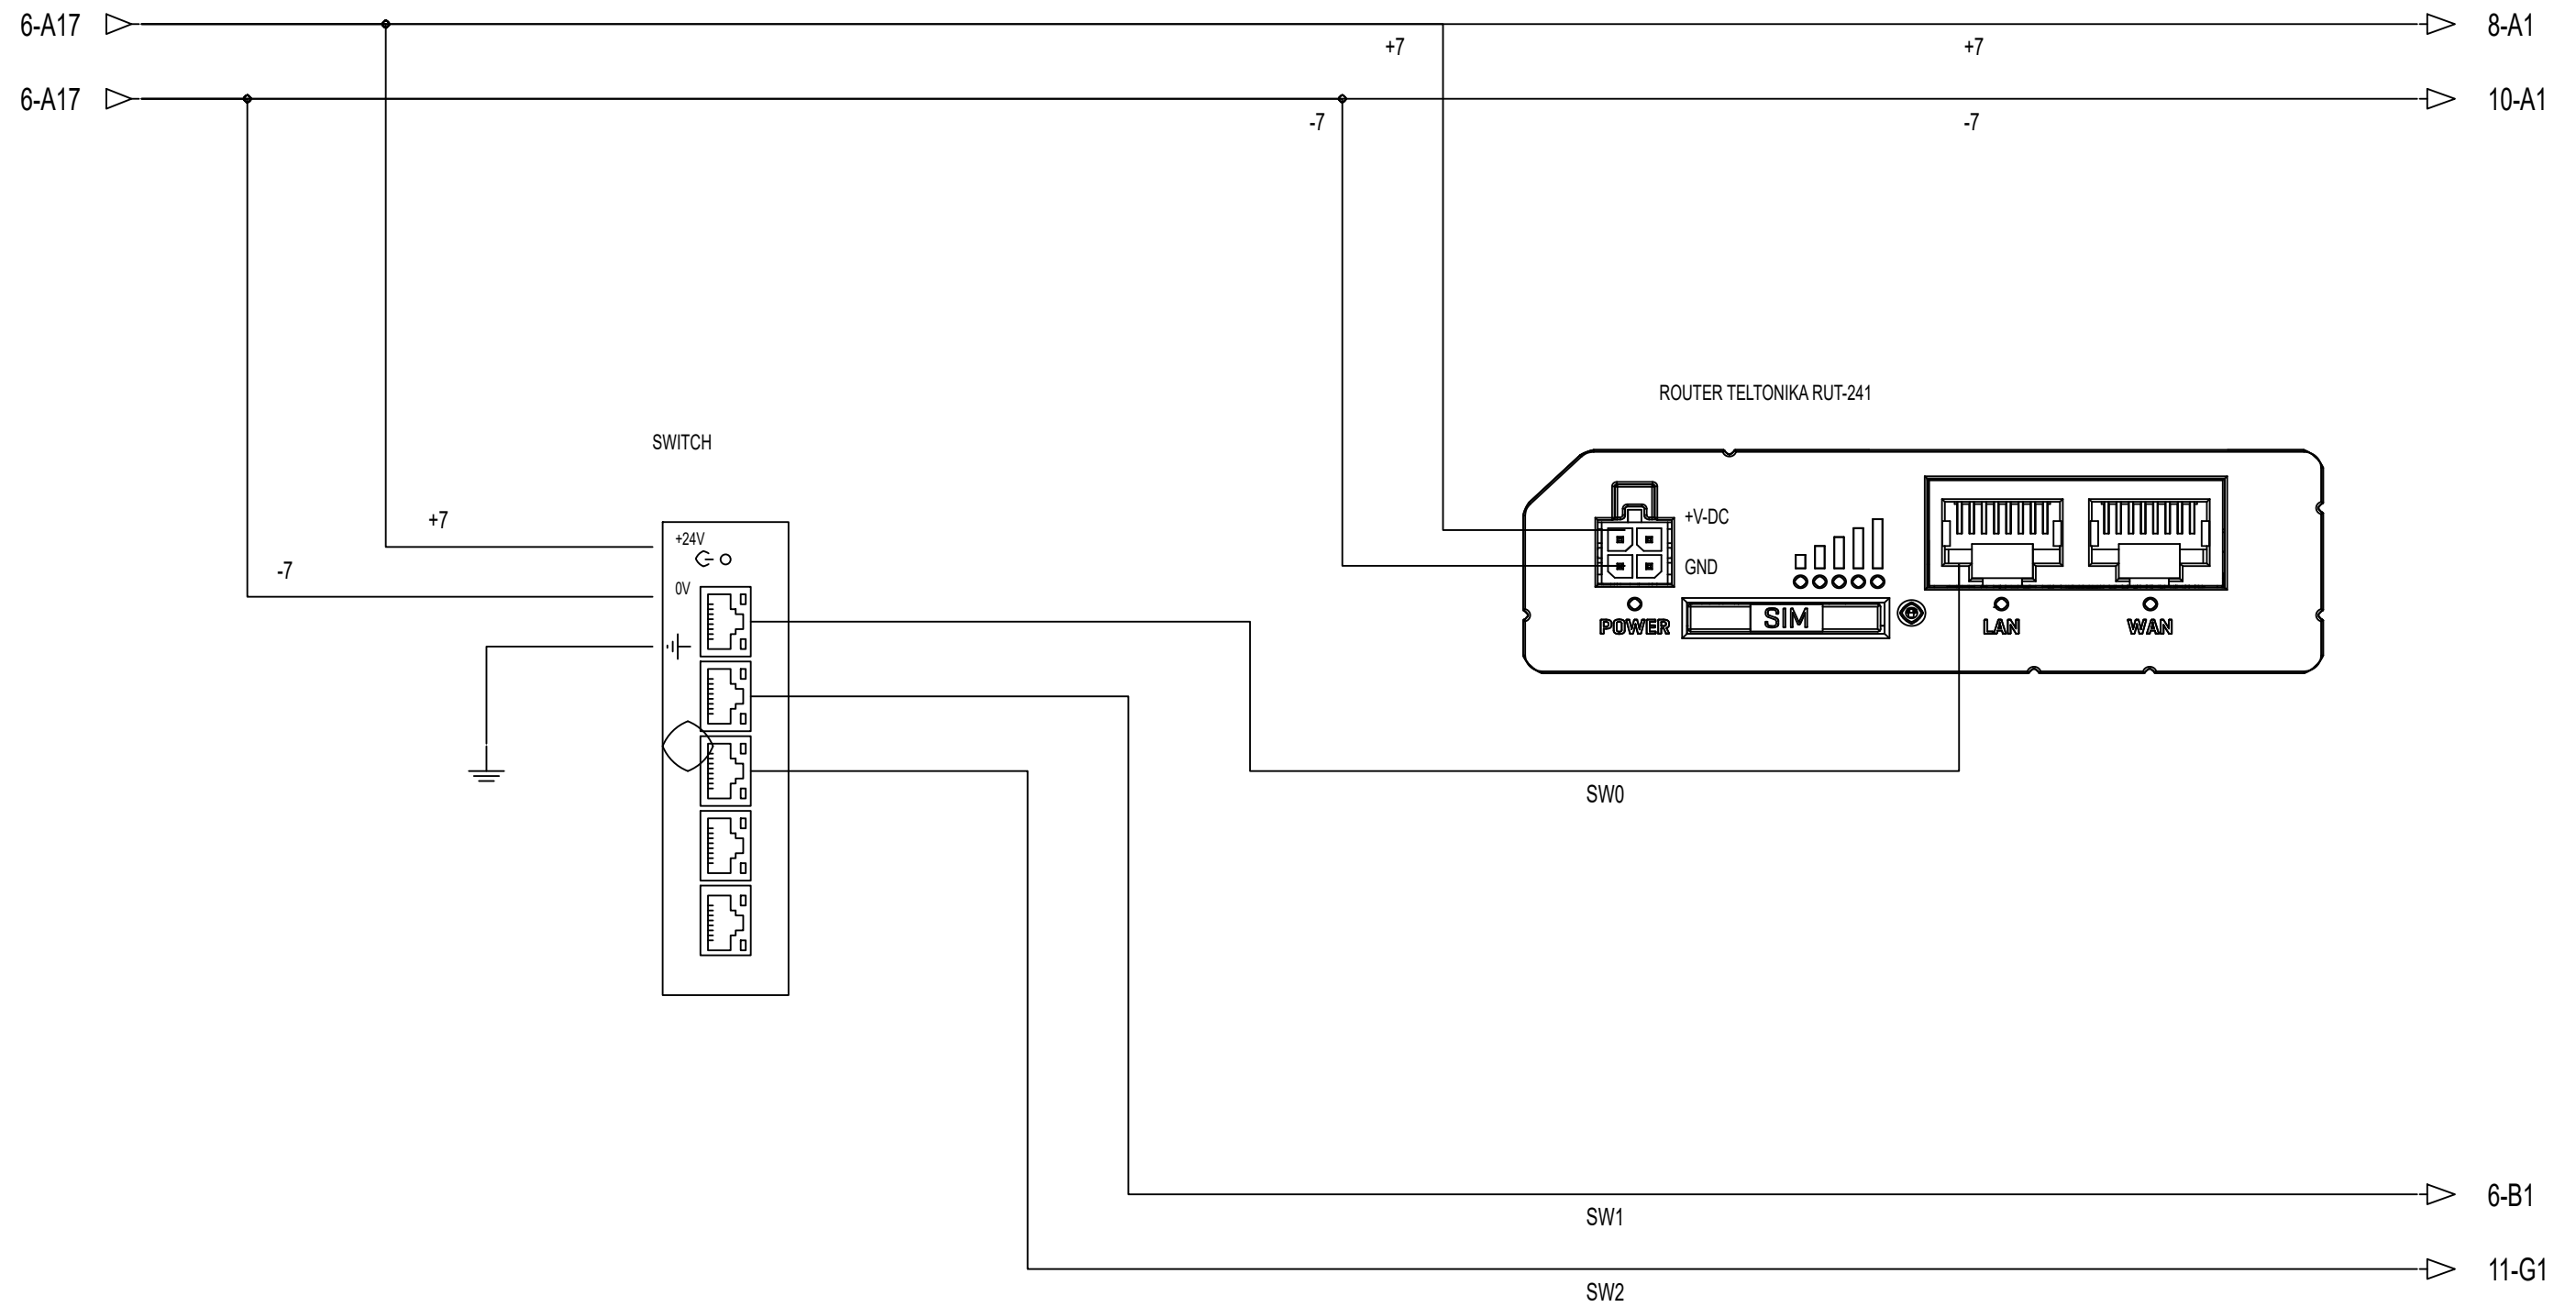 6-A17
8-A1
+7
+7
6-A17
10-A1
-7
-7
ROUTER TELTONIKA RUT-241
SWITCH
+7
+24V
-7
0V
+V-DC
GND
POWER
SIM
LAN
WAN
SW0
6-B1
SW1
11-G1
SW2